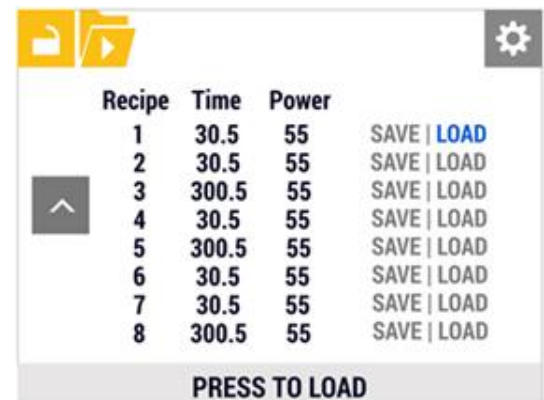 Recipe Time Power
1 30.5 55 SAVE | LOAD
2 30.5 55 SAVE | LOAD
3 300.5 55 SAVE | LOAD
4 30.5 55 SAVE | LOAD
5 300.5 55 SAVE | LOAD
6 30.5 55 SAVE | LOAD
7 30.5 55 SAVE | LOAD
8 300.5 55 SAVE | LOAD
PRESS TO LOAD